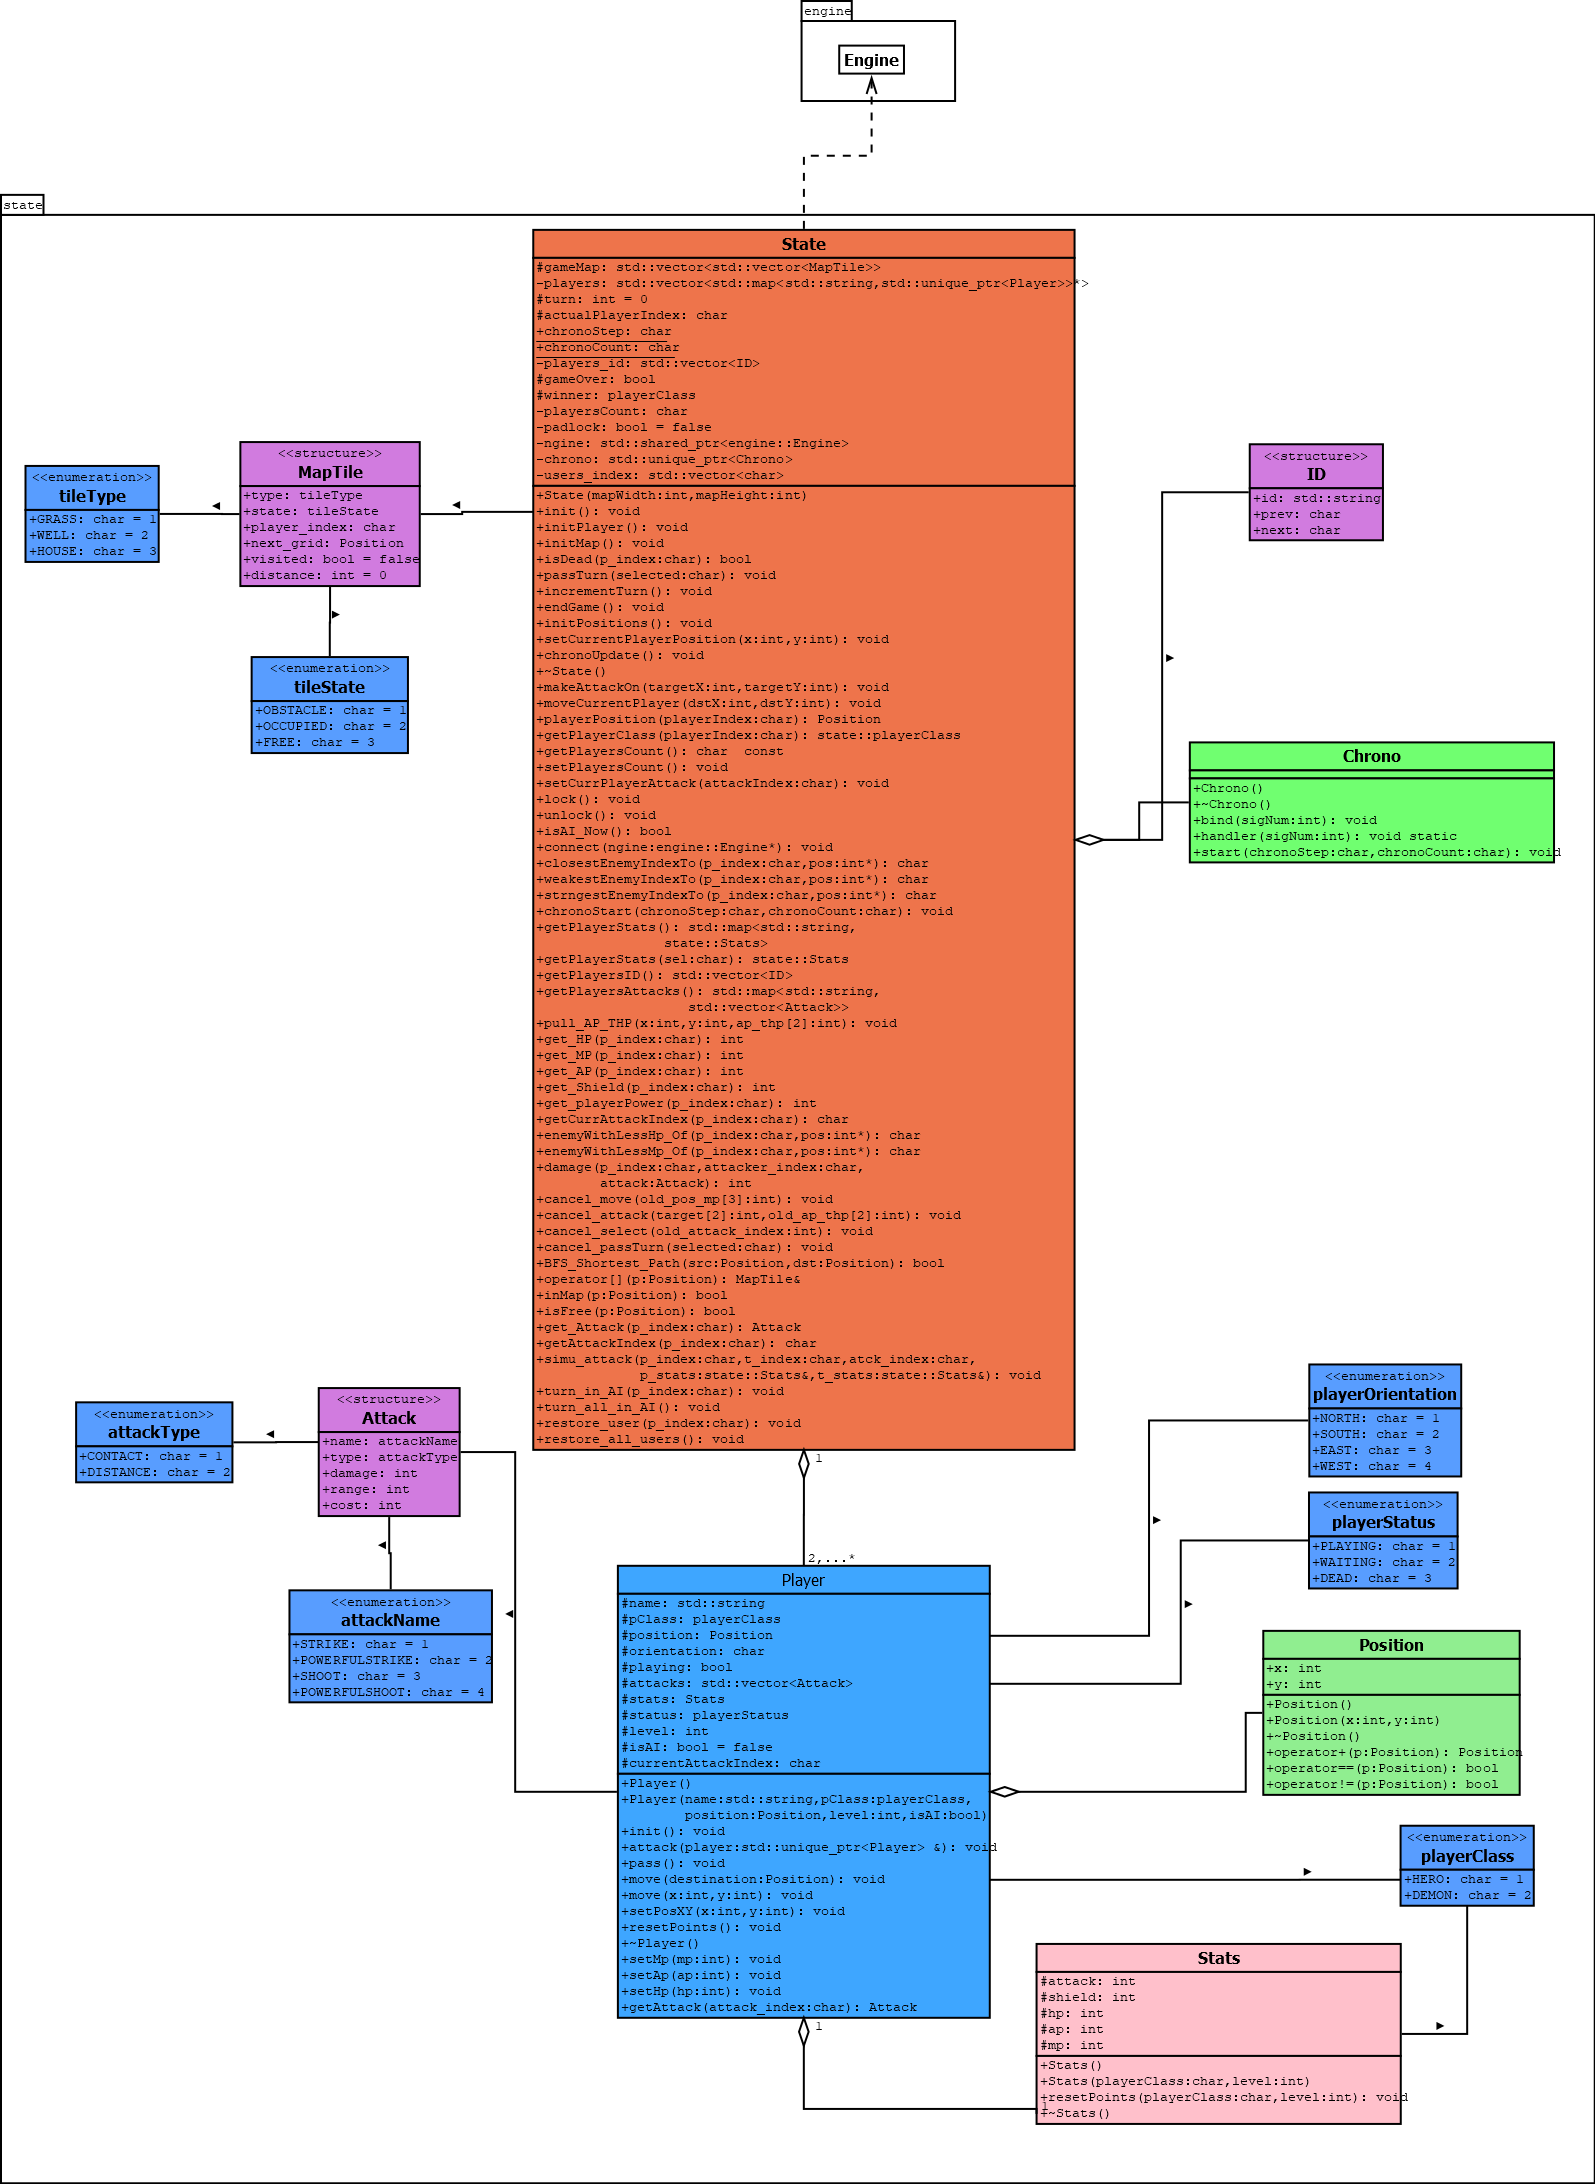 engine
Engine
state
State
#gameMap: std::vector<std::vector<MapTile>>
-players: std::vector<std::map<std::string,std::unique_ptr<Player>>*>
#turn: int = 0
#actualPlayerIndex: char
+chronoStep: char
+chronoCount: char
-players_id: std::vector<ID>
#gameOver: bool
#winner: playerClass
-playersCount: char
-padlock: bool = false
-ngine: std::shared_ptr<engine::Engine>
-chrono: std::unique_ptr<Chrono>
-users_index: std::vector<char>
+State(mapWidth:int,mapHeight:int)
+init(): void
+initPlayer(): void
+initMap(): void
+isDead(p_index:char): bool
+passTurn(selected:char): void
+incrementTurn(): void
+endGame(): void
+initPositions(): void
+setCurrentPlayerPosition(x:int,y:int): void
+chronoUpdate(): void
+~State()
+makeAttackOn(targetX:int,targetY:int): void
+moveCurrentPlayer(dstX:int,dstY:int): void
+playerPosition(playerIndex:char): Position
+getPlayerClass(playerIndex:char): state::playerClass
+getPlayersCount(): char  const
+setPlayersCount(): void
+setCurrPlayerAttack(attackIndex:char): void
+lock(): void
+unlock(): void
+isAI_Now(): bool
+connect(ngine:engine::Engine*): void
+closestEnemyIndexTo(p_index:char,pos:int*): char
+weakestEnemyIndexTo(p_index:char,pos:int*): char
+strngestEnemyIndexTo(p_index:char,pos:int*): char
+chronoStart(chronoStep:char,chronoCount:char): void
+getPlayerStats(): std::map<std::string,
state::Stats>
+getPlayerStats(sel:char): state::Stats
+getPlayersID(): std::vector<ID>
+getPlayersAttacks(): std::map<std::string,
std::vector<Attack>>
+pull_AP_THP(x:int,y:int,ap_thp[2]:int): void
+get_HP(p_index:char): int
+get_MP(p_index:char): int
+get_AP(p_index:char): int
+get_Shield(p_index:char): int
+get_playerPower(p_index:char): int
+getCurrAttackIndex(p_index:char): char
+enemyWithLessHp_Of(p_index:char,pos:int*): char
+enemyWithLessMp_Of(p_index:char,pos:int*): char
+damage(p_index:char,attacker_index:char,
attack:Attack): int
+cancel_move(old_pos_mp[3]:int): void
+cancel_attack(target[2]:int,old_ap_thp[2]:int): void
+cancel_select(old_attack_index:int): void
+cancel_passTurn(selected:char): void
+BFS_Shortest_Path(src:Position,dst:Position): bool
+operator[](p:Position): MapTile&
+inMap(p:Position): bool
+isFree(p:Position): bool
+get_Attack(p_index:char): Attack
+getAttackIndex(p_index:char): char
+simu_attack(p_index:char,t_index:char,atck_index:char,
p_stats:state::Stats&,t_stats:state::Stats&): void
+turn_in_AI(p_index:char): void
+turn_all_in_AI(): void
+restore_user(p_index:char): void
+restore_all_users(): void
<<enumeration>>
tileType
+GRASS: char = 1
+WELL: char = 2
+HOUSE: char = 3
<<structure>>
MapTile
+type: tileType
+state: tileState
+player_index: char
+next_grid: Position
+visited: bool = false
+distance: int = 0
<<enumeration>>
tileState
+OBSTACLE: char = 1
+OCCUPIED: char = 2
+FREE: char = 3
<<structure>>
ID
+id: std::string
+prev: char
+next: char
Chrono
+Chrono()
+~Chrono()
+bind(sigNum:int): void
+handler(sigNum:int): void static
+start(chronoStep:char,chronoCount:char): void
<<enumeration>>
attackType
+CONTACT: char = 1
+DISTANCE: char = 2
<<structure>>
Attack
+name: attackName
+type: attackType
+damage: int
+range: int
+cost: int
<<enumeration>>
attackName
+STRIKE: char = 1
+POWERFULSTRIKE: char = 2
+SHOOT: char = 3
+POWERFULSHOOT: char = 4
1
2,...*
Player
#name: std::string
#pClass: playerClass
#position: Position
#orientation: char
#playing: bool
#attacks: std::vector<Attack>
#stats: Stats
#status: playerStatus
#level: int
#isAI: bool = false
#currentAttackIndex: char
+Player()
+Player(name:std::string,pClass:playerClass,
position:Position,level:int,isAI:bool)
+init(): void
+attack(player:std::unique_ptr<Player> &): void
+pass(): void
+move(destination:Position): void
+move(x:int,y:int): void
+setPosXY(x:int,y:int): void
+resetPoints(): void
+~Player()
+setMp(mp:int): void
+setAp(ap:int): void
+setHp(hp:int): void
+getAttack(attack_index:char): Attack
1
<<enumeration>>
playerOrientation
+NORTH: char = 1
+SOUTH: char = 2
+EAST: char = 3
+WEST: char = 4
<<enumeration>>
playerStatus
+PLAYING: char = 1
+WAITING: char = 2
+DEAD: char = 3
Position
+x: int
+y: int
+Position()
+Position(x:int,y:int)
+~Position()
+operator+(p:Position): Position
+operator==(p:Position): bool
+operator!=(p:Position): bool
<<enumeration>>
playerClass
+HERO: char = 1
+DEMON: char = 2
Stats
#attack: int
#shield: int
#hp: int
#ap: int
#mp: int
+Stats()
+Stats(playerClass:char,level:int)
+resetPoints(playerClass:char,level:int): void
1
+~Stats()